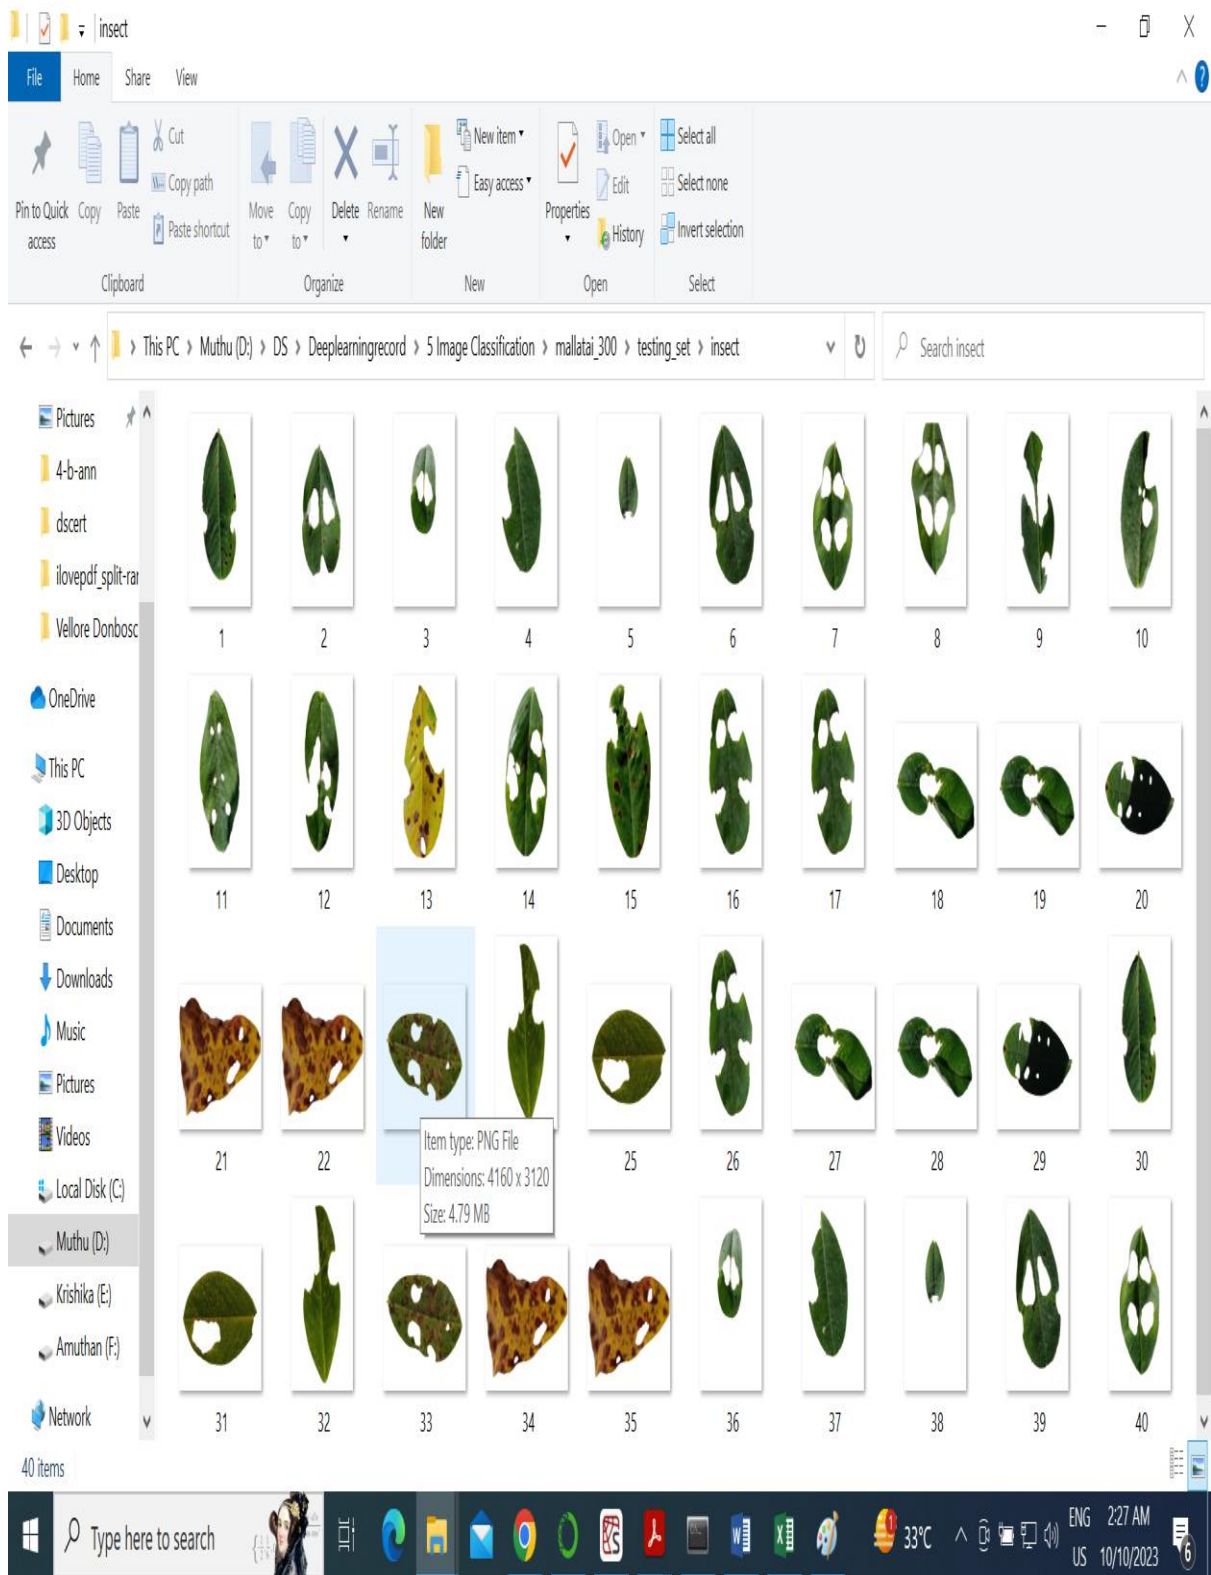 insect
File Home Share View
Pin to Quick access
Copy
Paste
Cut
Copy path
Paste shortcut
Move to
Copy to
Delete
Rename
New folder
New item
Easy access
Properties
Open
Edit
History
Select all
Select none
Invert selection
Clipboard Organize New Open Select
This PC > Muthu (D:) > DS > Deeplearningrecord > 5 Image Classification > mallatai_300 > testing_set > insect
Search insect
Pictures
4-b-ann
dscert
ilovepdf_split-rar
Vellore Donbosc
OneDrive
This PC
3D Objects
Desktop
Documents
Downloads
Music
Pictures
Videos
Local Disk (C:)
Muthu (D:)
Krishika (E:)
Amuthan (F:)
Network
1 2 3 4 5 6 7 8 9 10
11 12 13 14 15 16 17 18 19 20
21 22 25 26 27 28 29 30
Item type: PNG File
Dimensions: 4160 x 3120
Size: 4.79 MB
31 32 33 34 35 36 37 38 39 40
40 items
Type here to search
33°C
ENG
US
2:27 AM
10/10/2023
6